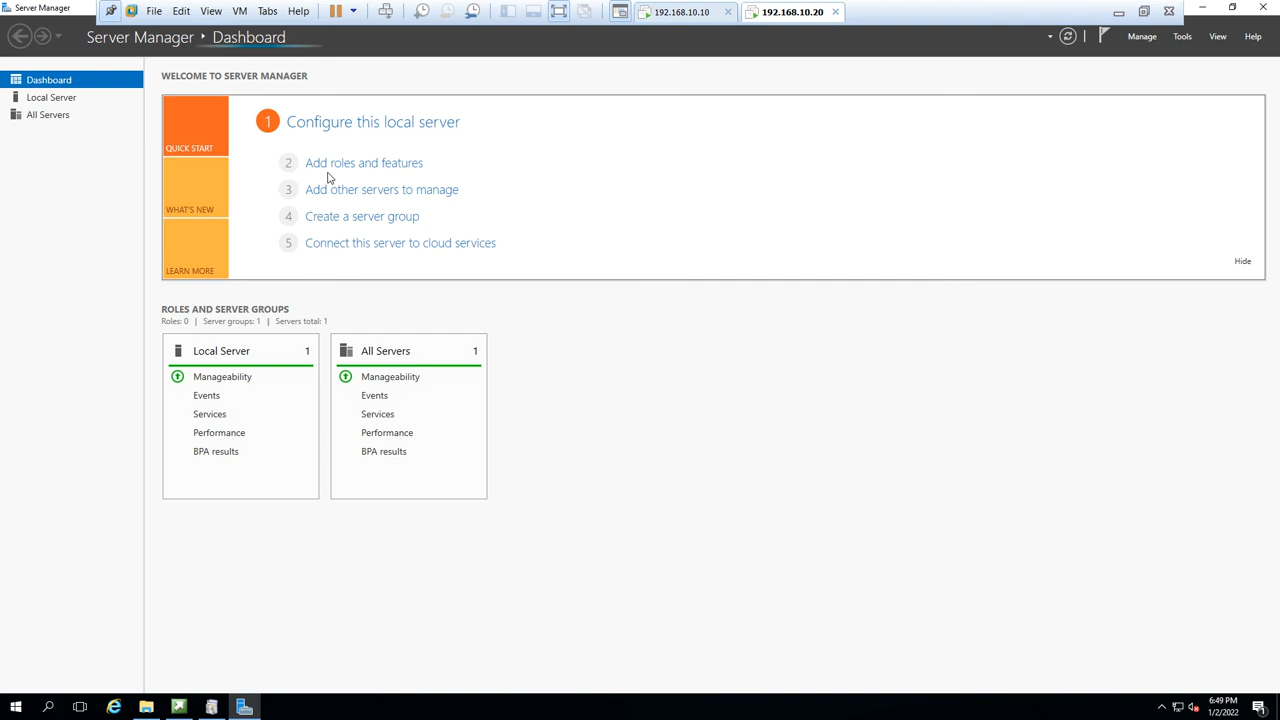 Server Manager
File Edit View VM Tabs Help
192.168.10.10
192.168.10.20
Server Manager Dashboard
Manage Tools View Help
Dashboard
Local Server
All Servers
WELCOME TO SERVER MANAGER
QUICK START
WHAT'S NEW
LEARN MORE
1 Configure this local server
2 Add roles and features
3 Add other servers to manage
4 Create a server group
5 Connect this server to cloud services
Hide
ROLES AND SERVER GROUPS
Roles: 0 | Server groups: 1 | Servers total: 1
Local Server 1
Manageability
Events
Services
Performance
BPA results
All Servers 1
Manageability
Events
Services
Performance
BPA results
6:49 PM
1/2/2022
1